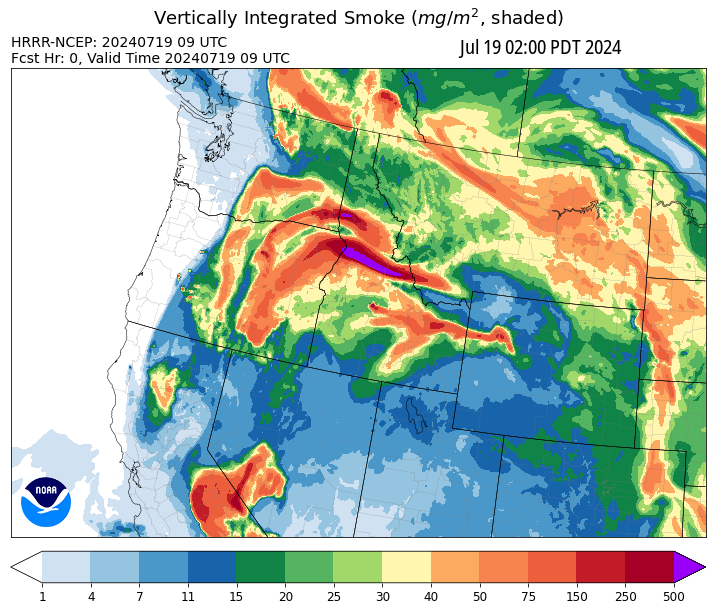 Vertically Integrated Smoke (mg/m², shaded)
HRRR-NCEP: 20240719 09 UTC
Jul 19 02:00 PDT 2024
Fcst Hr: 0, Valid Time 20240719 09 UTC
NOAA
1 4 7 11 15 20 25 30 40 50 75 150 250 500